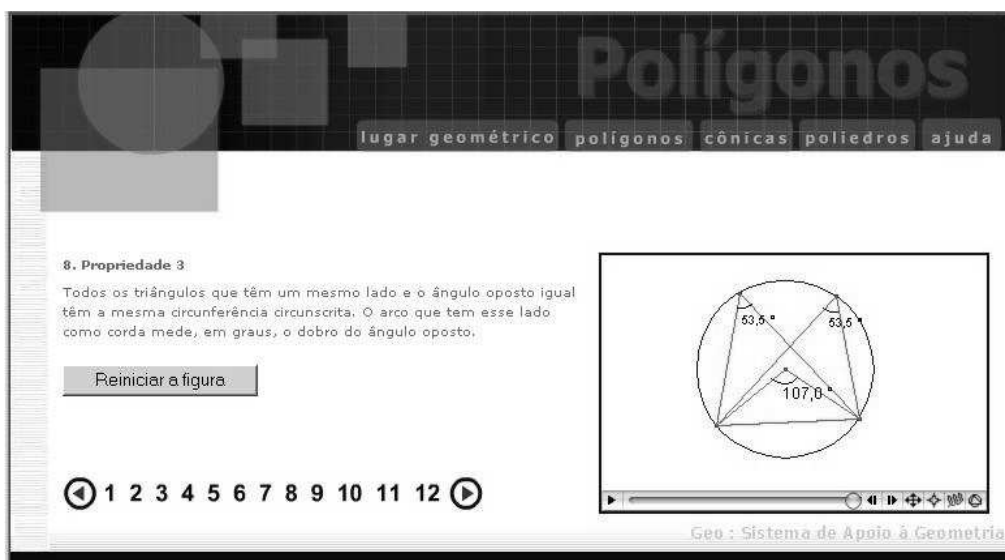 Polígonos
lugar geométrico polígonos cônicas poliedros ajuda
8. Propriedade 3
Todos os triângulos que têm um mesmo lado e o ângulo oposto igual
têm a mesma circunferência circunscrita. O arco que tem esse lado
como corda mede, em graus, o dobro do ângulo oposto.
Reiniciar a figura
1 2 3 4 5 6 7 8 9 10 11 12
53,5 °
53,5 °
107,0 °
Geo : Sistema de Apoio à Geometria